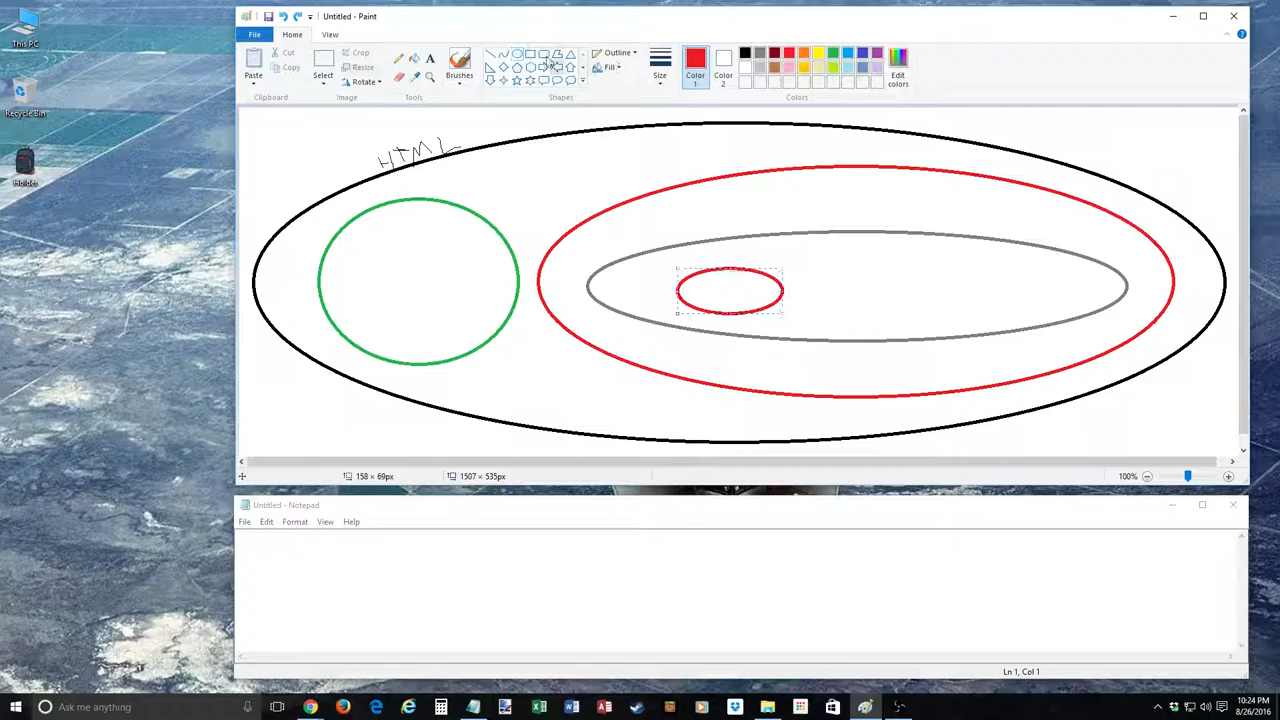 This PC
Recycle Bin
Holder
Untitled - Paint
File Home View
Paste
Cut
Copy
Clipboard
Select
Crop
Resize
Rotate
Image
Tools
Brushes
Shapes
Outline
Fill
Size
Color 1
Color 2
Colors
Edit colors
HTML
158 × 69px
1507 × 535px
100%
Untitled - Notepad
File Edit Format View Help
Ln 1, Col 1
Ask me anything
10:24 PM
8/26/2016